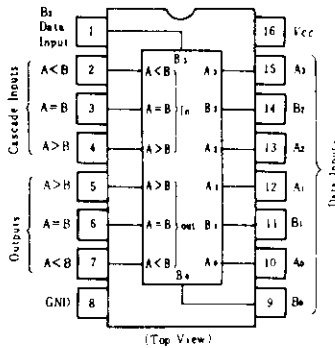 B3
Data
Input
1
16
Vcc
B3
A<B
2
A<B
A3
15
A3
A=B
3
A=B
In
B2
14
B2
A>B
4
A>B
A2
13
A2
A>B
5
A>B
A1
12
A1
A=B
6
A=B
out
B1
11
B1
A<B
7
A<B
A0
10
A0
GND
8
B0
9
B0
Cascade Inputs
Outputs
Data Inputs
(Top View)